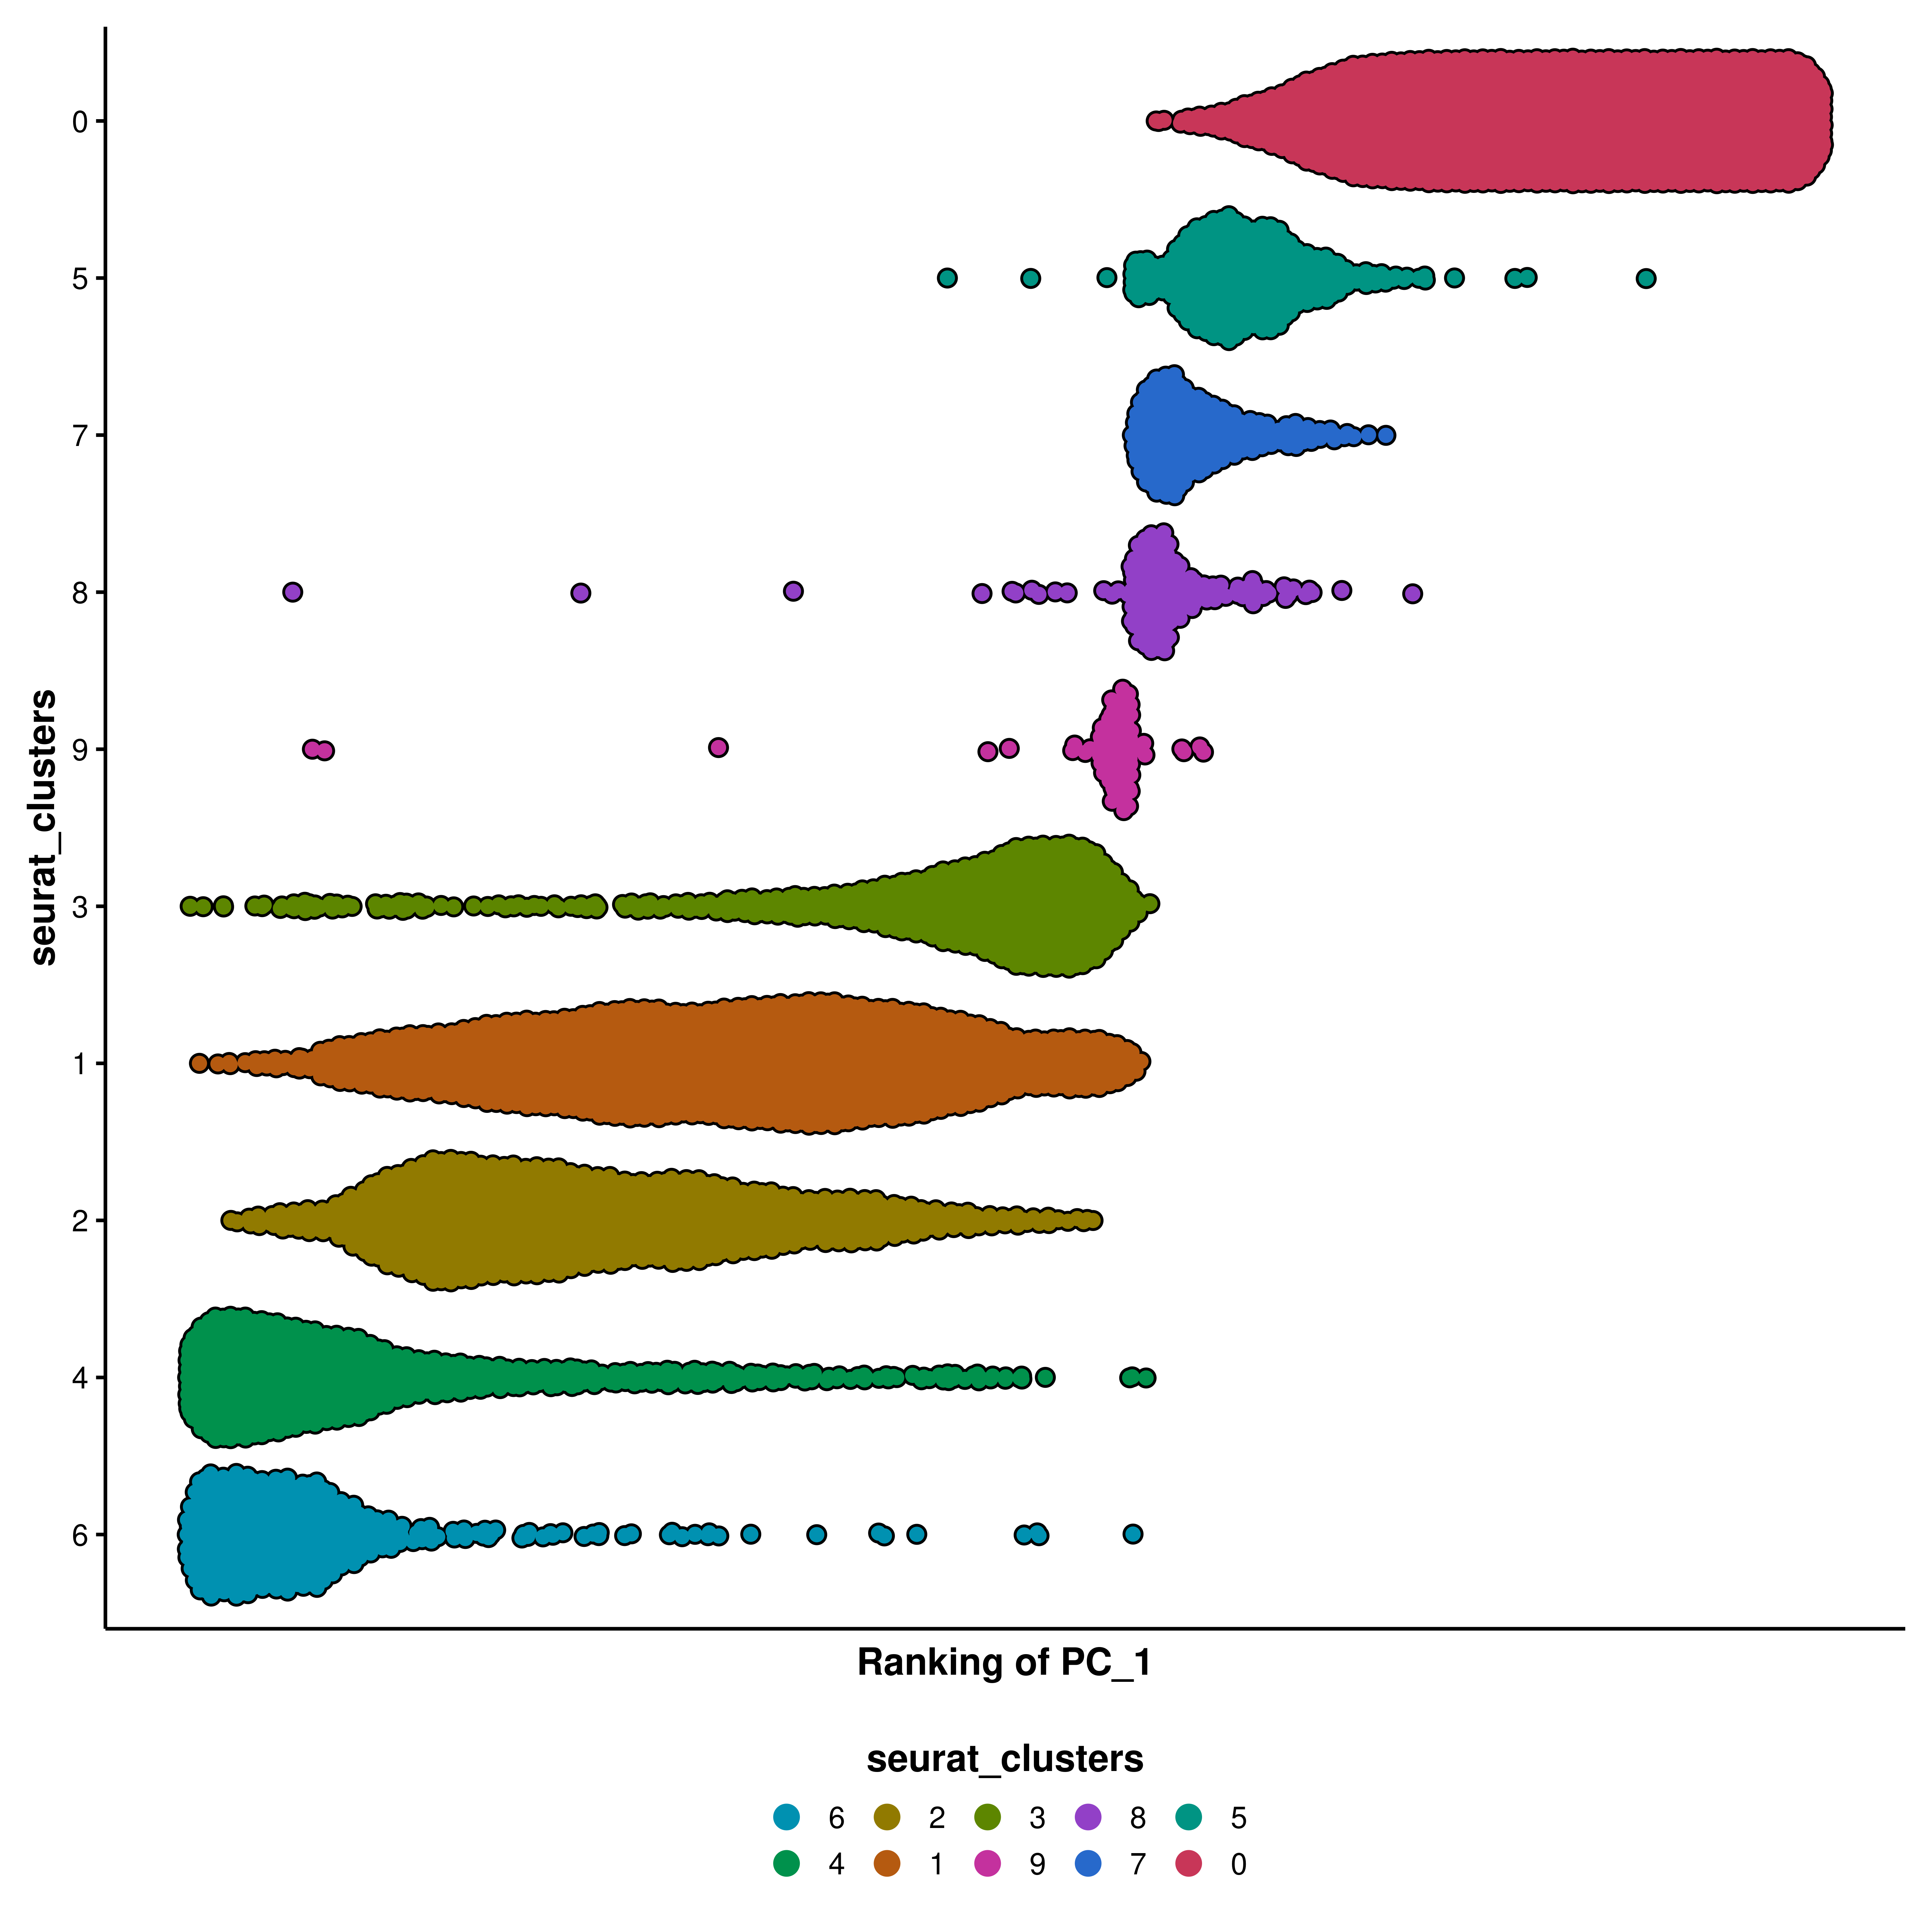 seurat_clusters
0
5
7
8
9
3
1
2
4
6
Ranking of PC_1
seurat_clusters
6 2 3 8 5
4 1 9 7 0